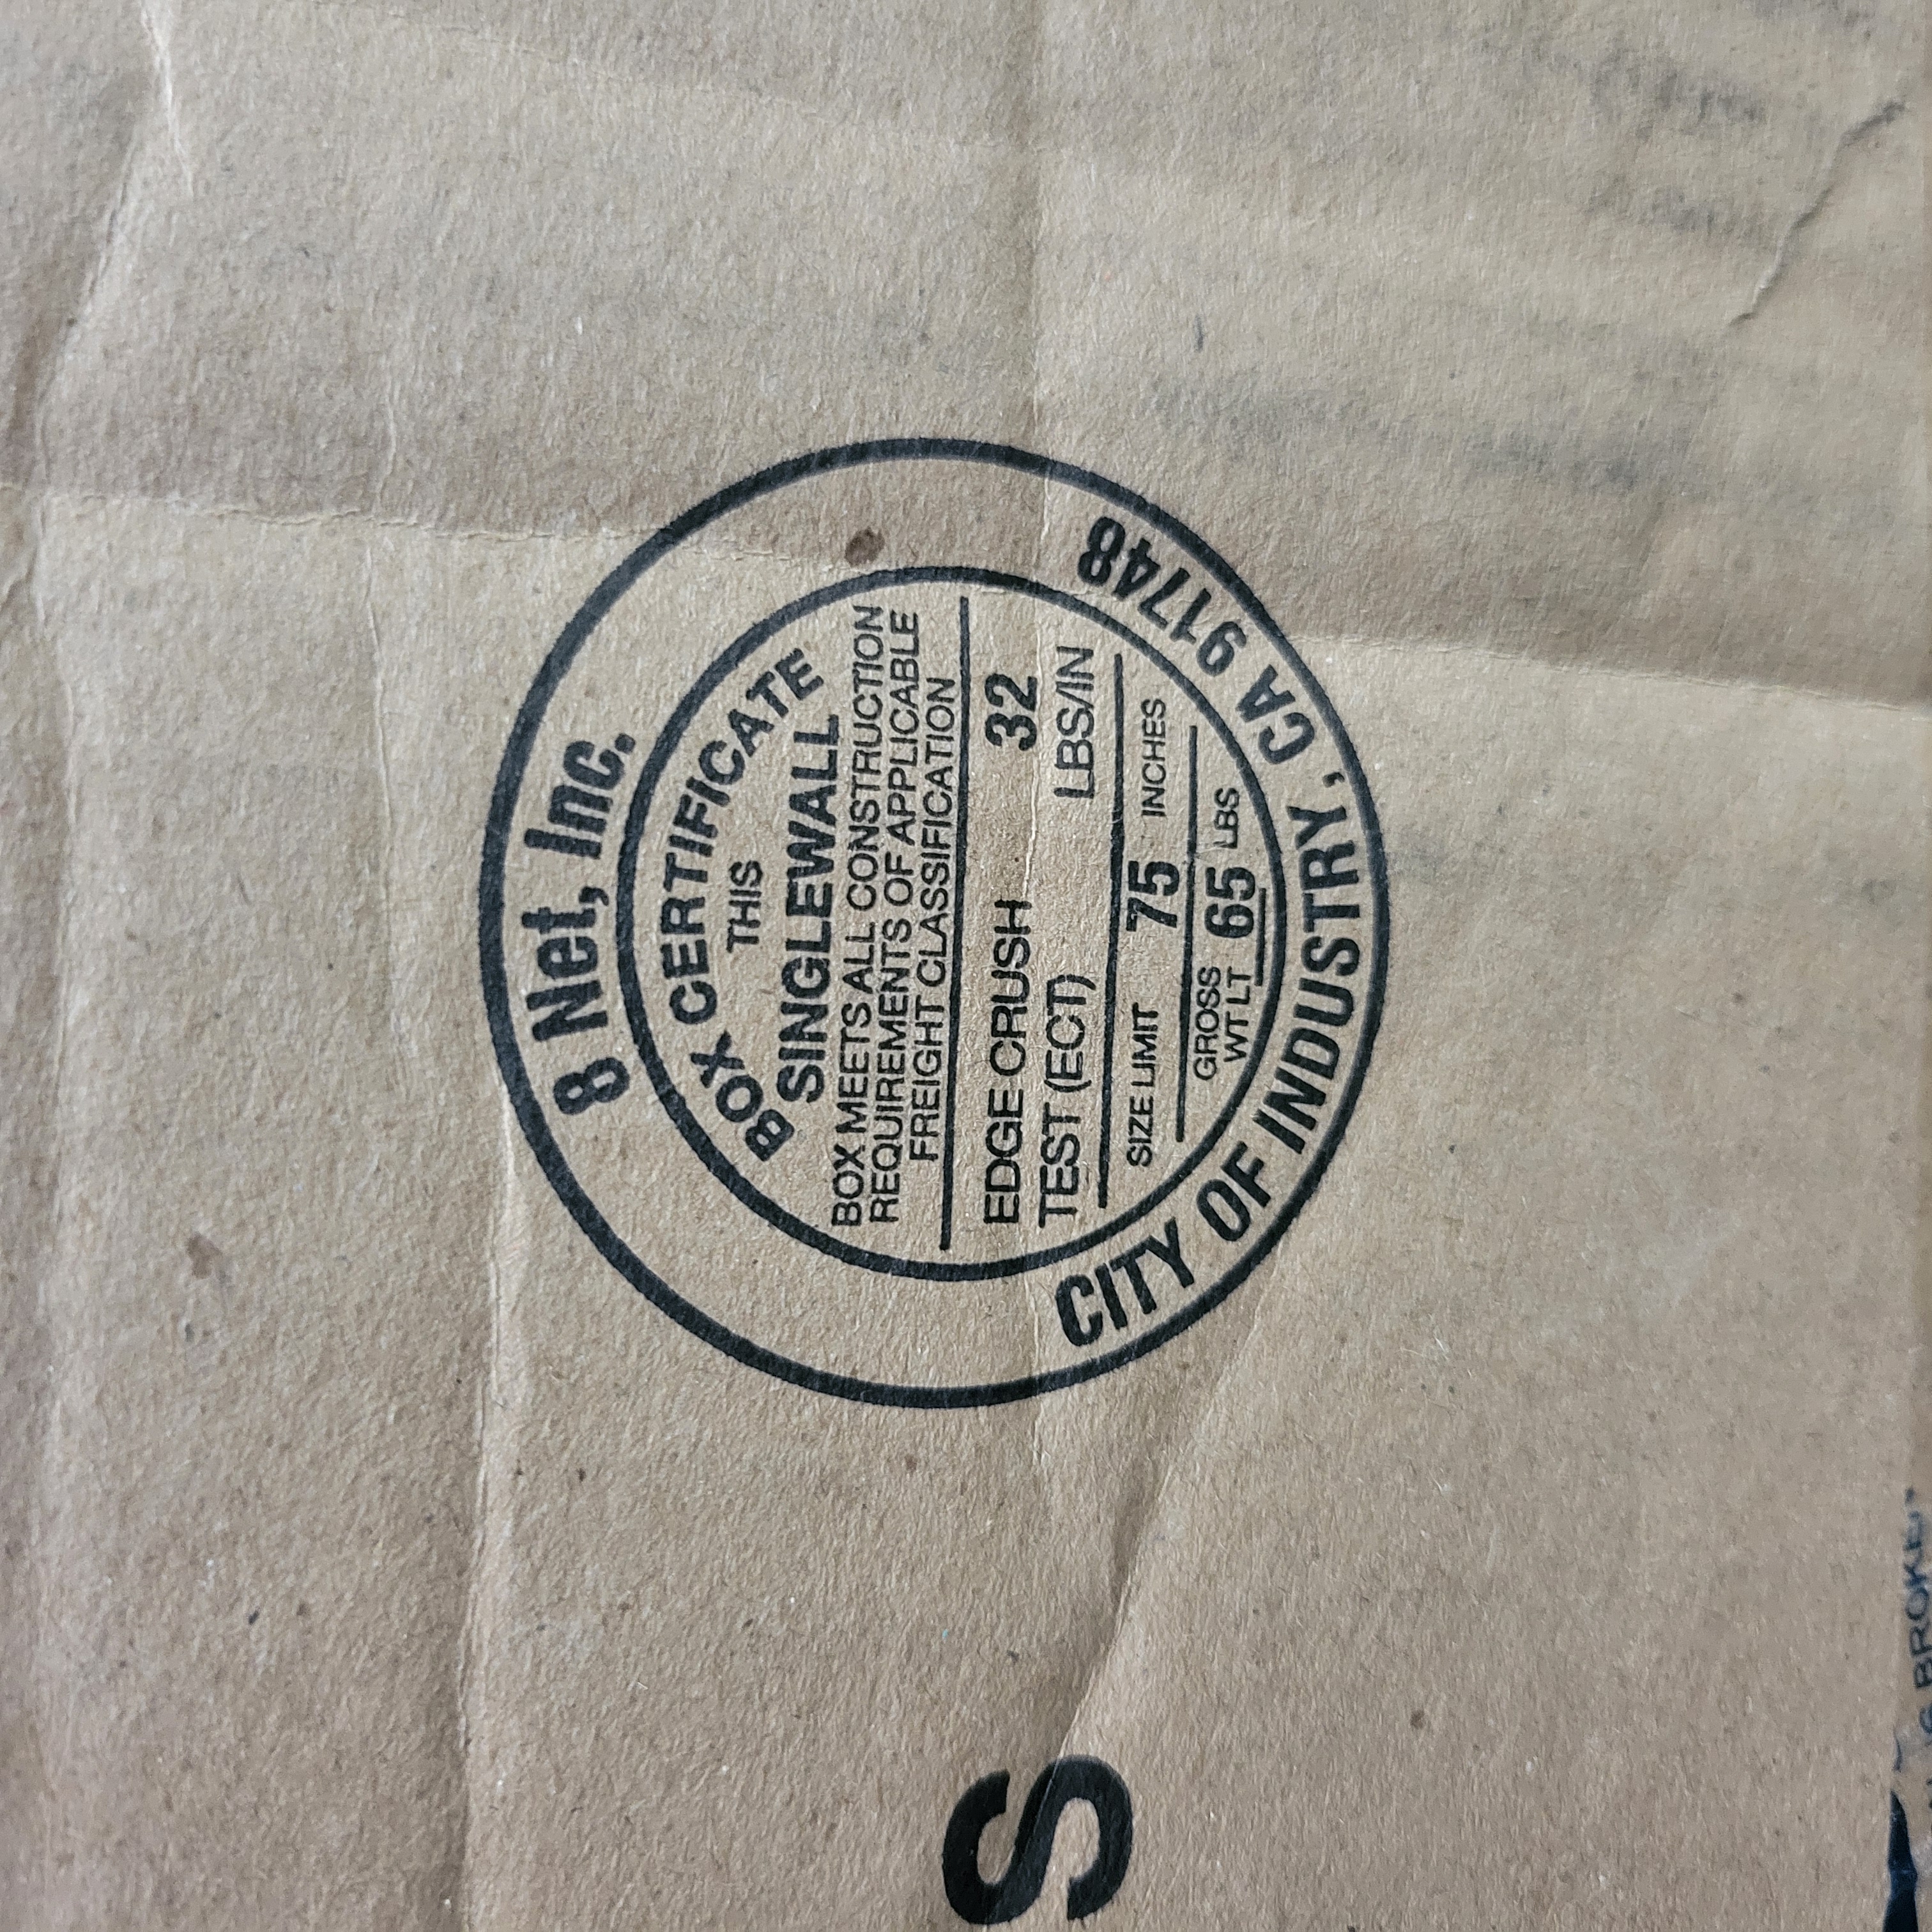 8 Net, Inc.
BOX CERTIFICATE
THIS
SINGLEWALL
BOX MEETS ALL CONSTRUCTION
REQUIREMENTS OF APPLICABLE
FREIGHT CLASSIFICATION
EDGE CRUSH 32
TEST (ECT) LBS/IN
SIZE LIMIT 75 INCHES
GROSS
WT LT 65 LBS
CITY OF INDUSTRY, CA 91748
S